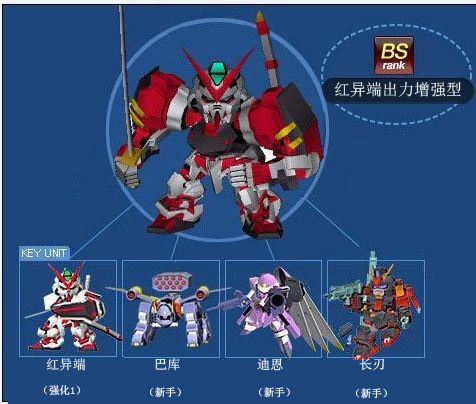 BS
rank
红异端出力增强型
KEY UNIT
红异端
巴库
迪恩
长刃
（强化1）
（新手）
（新手）
（新手）